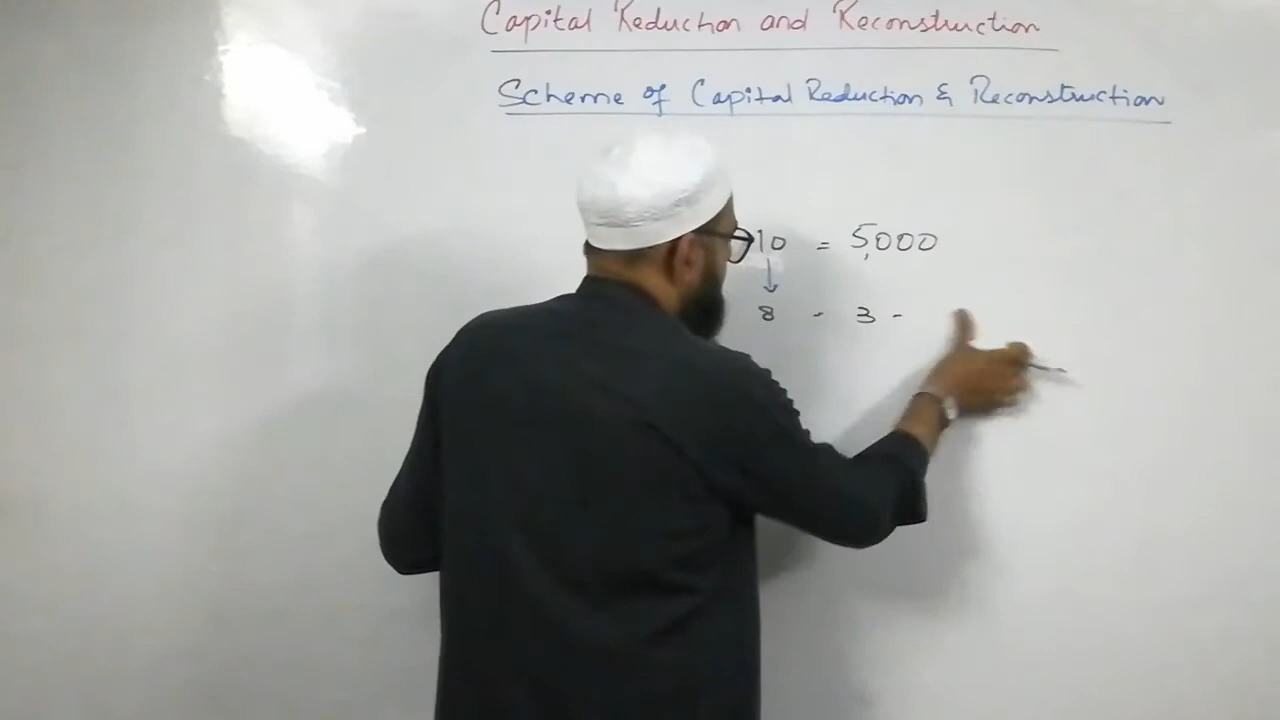 Capital Reduction and Reconstruction
Scheme of Capital Reduction & Reconstruction
10 = 5,000
↓
8 - 3 -